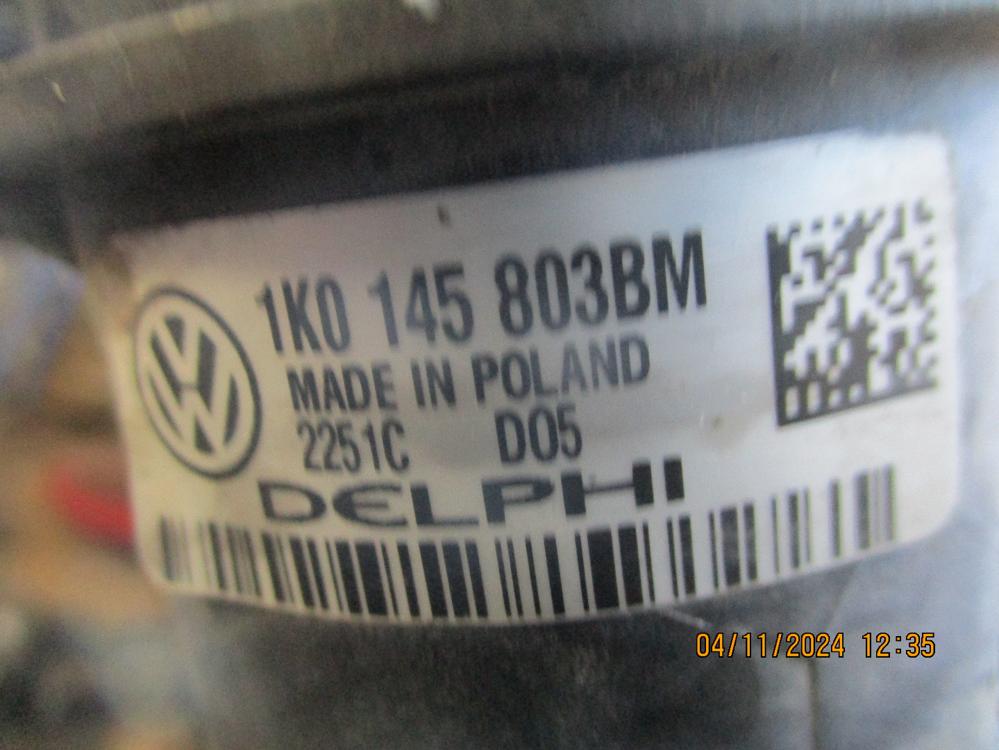 1K0 145 803BM
MADE IN POLAND
2251C D05
DELPHI
04/11/2024 12:35